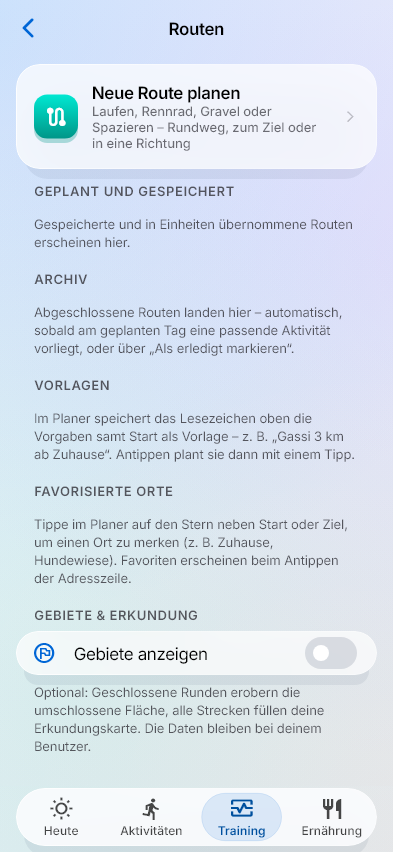 Routen
Neue Route planen
Laufen, Rennrad, Gravel oder
Spazieren – Rundweg, zum Ziel oder
in eine Richtung
GEPLANT UND GESPEICHERT
Gespeicherte und in Einheiten übernommene Routen
erscheinen hier.
ARCHIV
Abgeschlossene Routen landen hier – automatisch,
sobald am geplanten Tag eine passende Aktivität
vorliegt, oder über „Als erledigt markieren“.
VORLAGEN
Im Planer speichert das Lesezeichen oben die
Vorgaben samt Start als Vorlage – z. B. „Gassi 3 km
ab Zuhause“. Antippen plant sie dann mit einem Tipp.
FAVORISIERTE ORTE
Tippe im Planer auf den Stern neben Start oder Ziel,
um einen Ort zu merken (z. B. Zuhause,
Hundewiese). Favoriten erscheinen beim Antippen
der Adresszeile.
GEBIETE & ERKUNDUNG
Gebiete anzeigen
Optional: Geschlossene Runden erobern die
umschlossene Fläche, alle Strecken füllen deine
Erkundungskarte. Die Daten bleiben bei deinem
Benutzer.
Heute Aktivitäten Training Ernährung